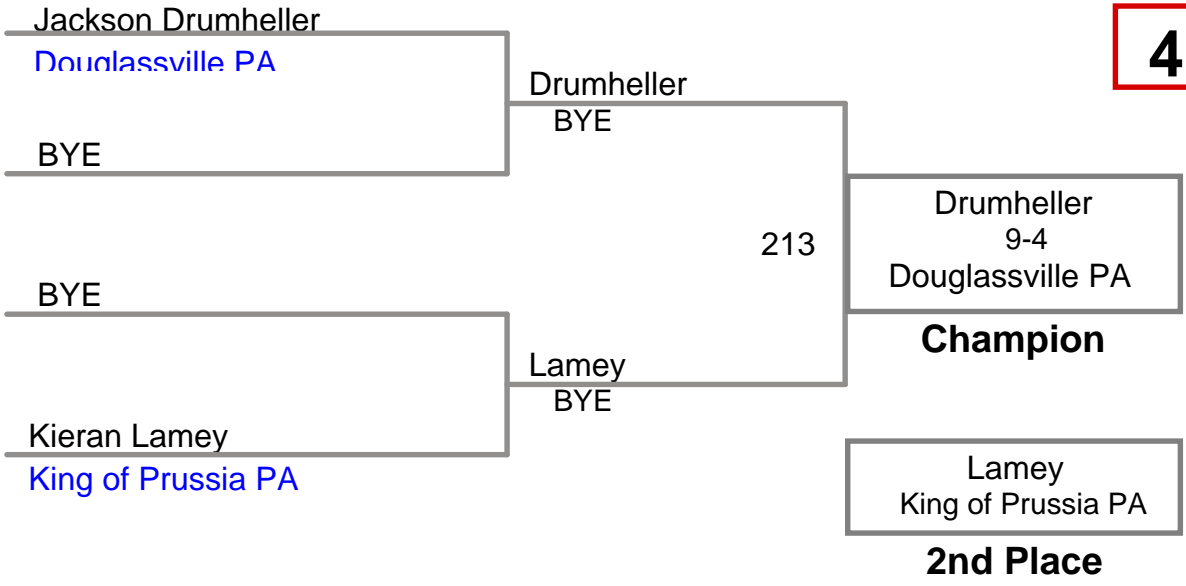 Jackson Drumheller
Douglassville PA
4
Drumheller
BYE
BYE
213
Drumheller
9-4
Douglassville PA
Champion
BYE
Lamey
BYE
Kieran Lamey
King of Prussia PA
Lamey
King of Prussia PA
2nd Place